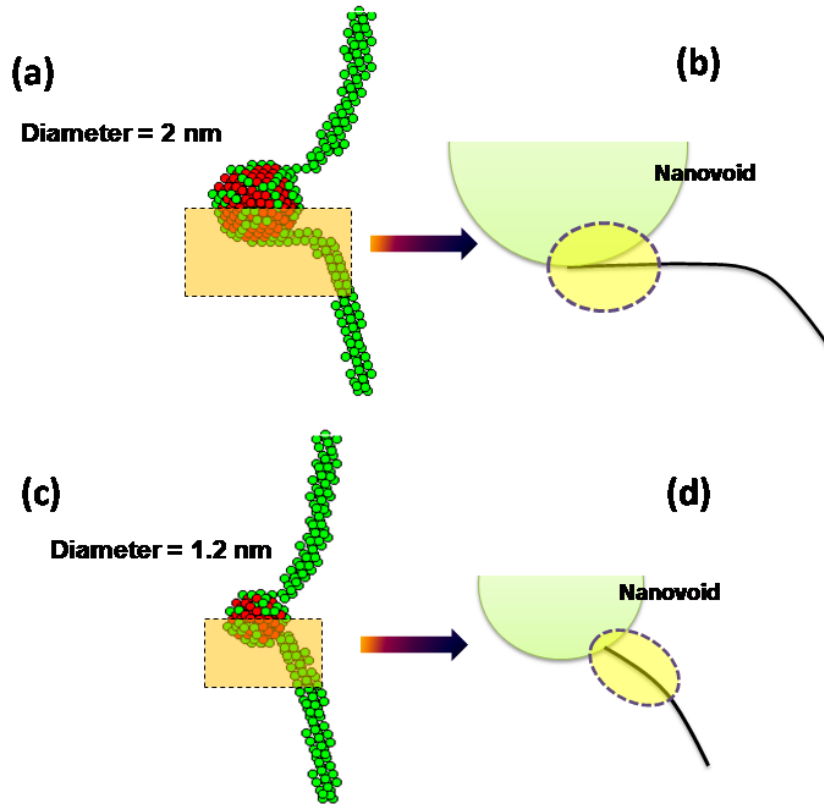 (a)
(b)
Diameter = 2 nm
Nanovoid
(c)
(d)
Diameter = 1.2 nm
Nanovoid